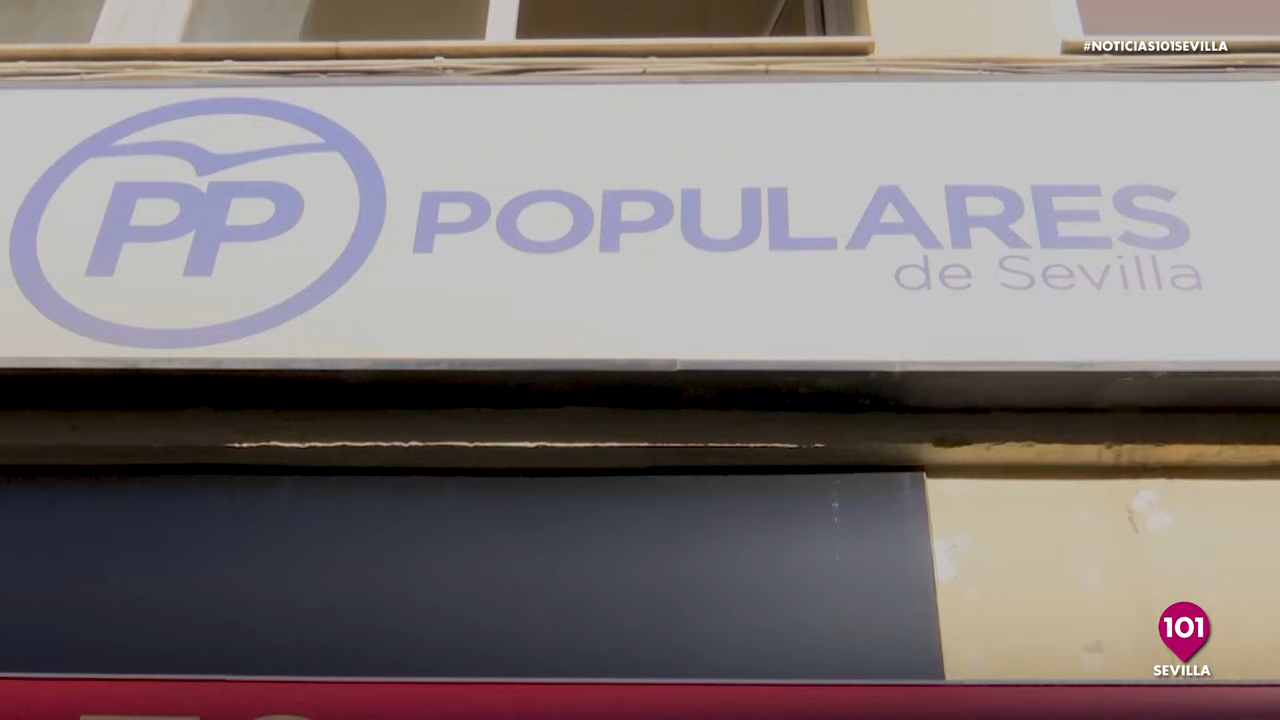 #NOTICIAS101SEVILLA
PP POPULARES
de Sevilla
101
SEVILLA